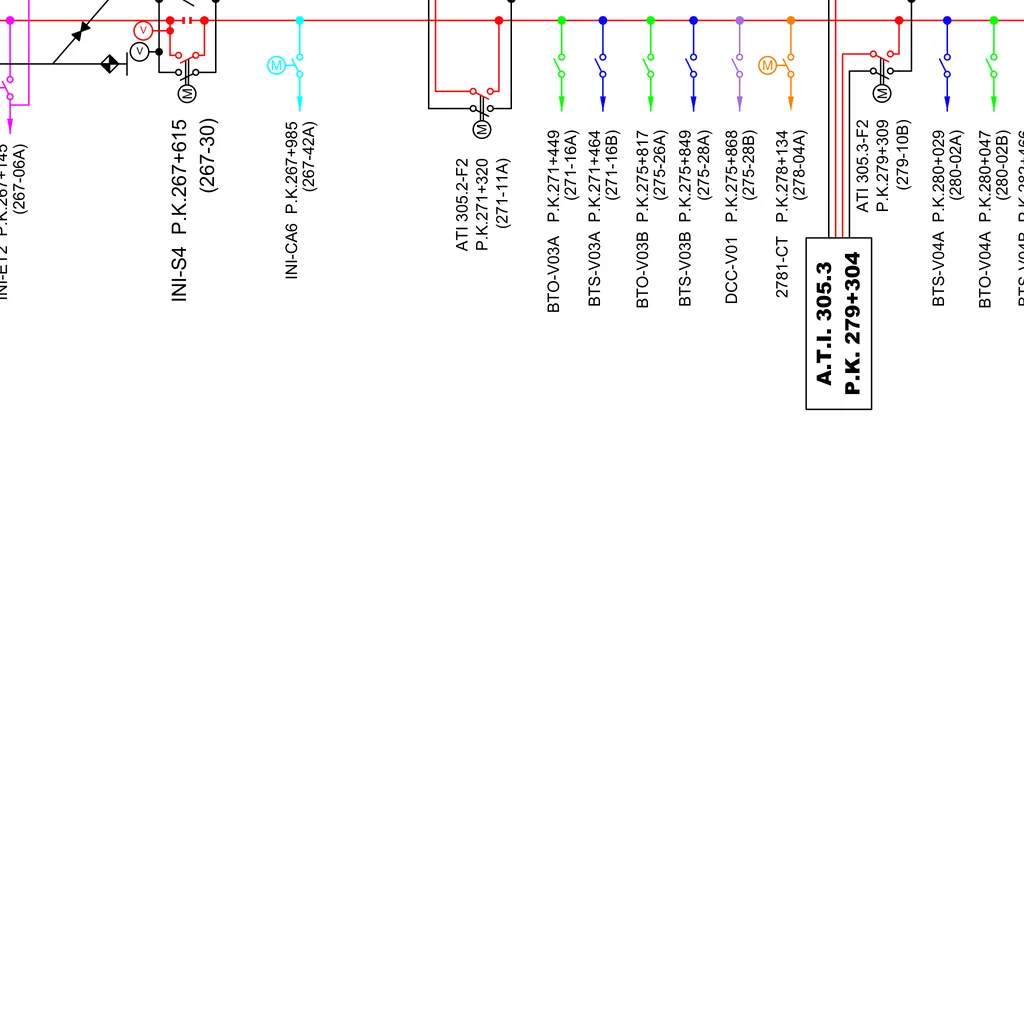 INI-ET2 P.K.267+145
(267-06A)
V
V
M
INI-S4 P.K.267+615
(267-30)
M
INI-CA6 P.K.267+985
(267-42A)
M
ATI 305.2-F2
P.K.271+320
(271-11A)
BTO-V03A P.K.271+449
(271-16A)
BTS-V03A P.K.271+464
(271-16B)
BTO-V03B P.K.275+817
(275-26A)
BTS-V03B P.K.275+849
(275-28A)
DCC-V01 P.K.275+868
(275-28B)
M
2781-CT P.K.278+134
(278-04A)
A.T.I. 305.3
P.K. 279+304
M
ATI 305.3-F2
P.K.279+309
(279-10B)
BTS-V04A P.K.280+029
(280-02A)
BTO-V04A P.K.280+047
(280-02B)